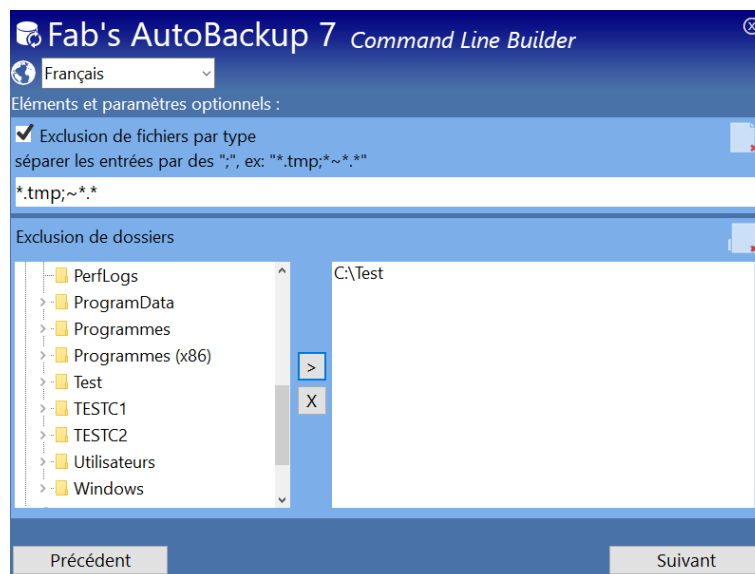 Fab's AutoBackup 7 Command Line Builder
Français
Eléments et paramètres optionnels :
Exclusion de fichiers par type
séparer les entrées par des ";", ex: "*.tmp;*~*.*"
*.tmp;~*.*
Exclusion de dossiers
PerfLogs
ProgramData
Programmes
Programmes (x86)
Test
TESTC1
TESTC2
Utilisateurs
Windows
>
X
C:\Test
Précédent
Suivant